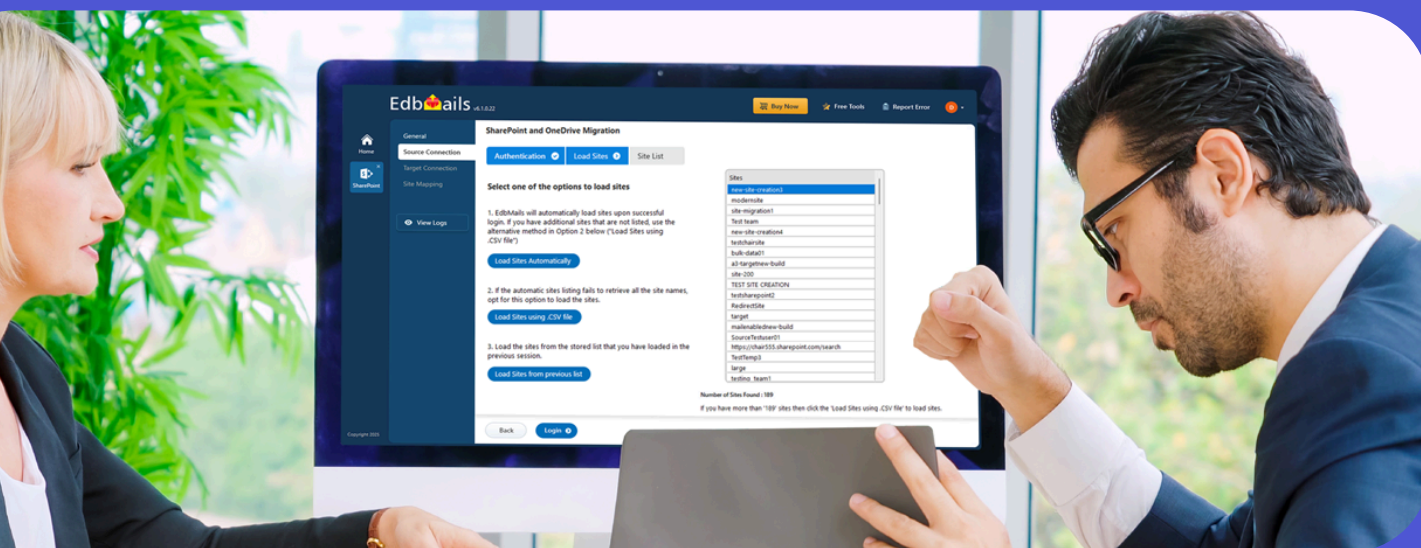 EdbMails v6.1.0.22
Buy Now
Free Tools
Report Error
D
Home
SharePoint
General
Source Connection
Target Connection
Site Mapping
View Logs
Copyright 2025
SharePoint and OneDrive Migration
Authentication
Load Sites
Site List
Select one of the options to load sites
1. EdbMails will automatically load sites upon successful
login. If you have additional sites that are not listed, use the
alternative method in Option 2 below ("Load Sites using
.CSV file")
Load Sites Automatically
2. If the automatic sites listing fails to retrieve all the site names,
opt for this option to load the sites.
Load Sites using .CSV file
3. Load the sites from the stored list that you have loaded in the
previous session.
Load Sites from previous list
Sites
new-site-creation3
modernsite
site-migration1
Test team
new-site-creation4
testchairsite
bulk-data01
a3-targetnew-build
site-200
TEST SITE CREATION
testsharepoint2
RedirectSite
target
mailenablednew-build
SourceTestuser01
https://chair555.sharepoint.com/search
TestTemp3
large
testing_team1
Number of Sites Found : 189
If you have more than '189' sites then click the 'Load Sites using .CSV file' to load sites.
Back
Login